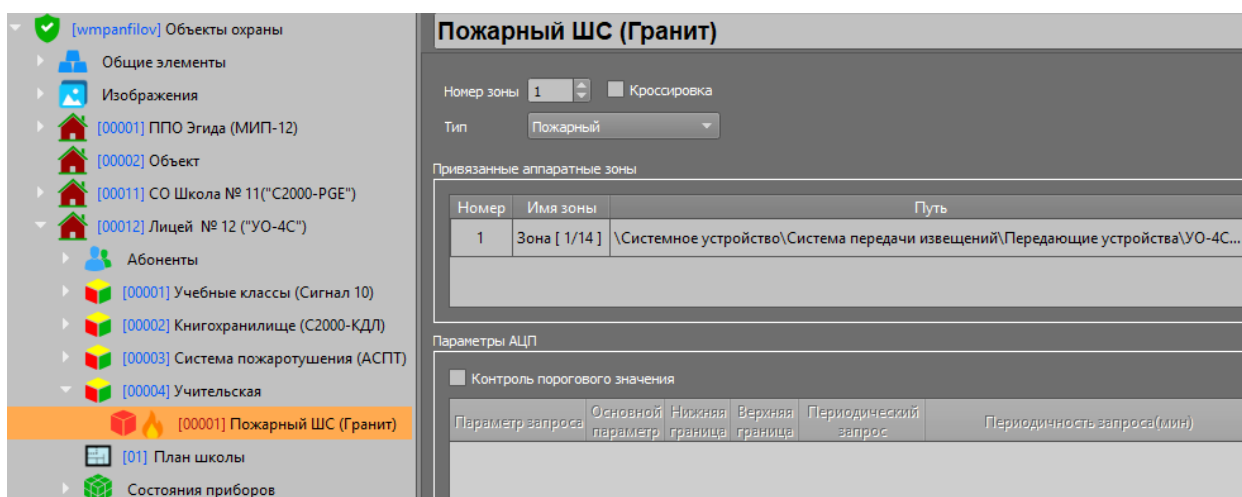 [wmpanfilov] Объекты охраны
Общие элементы
Изображения
[00001] ППО Эгида (МИП-12)
[00002] Объект
[00011] СО Школа № 11("С2000-PGE")
[00012] Лицей № 12 ("УО-4С")
Абоненты
[00001] Учебные классы (Сигнал 10)
[00002] Книгохранилище (С2000-КДЛ)
[00003] Система пожаротушения (АСПТ)
[00004] Учительская
[00001] Пожарный ШС (Гранит)
[01] План школы
Состояния приборов
Пожарный ШС (Гранит)
Номер зоны 1 Кроссировка
Тип Пожарный
Привязанные аппаратные зоны
Номер Имя зоны Путь
1 Зона [ 1/14 ] \Системное устройство\Система передачи извещений\Передающие устройства\УО-4С...
Параметры АЦП
Контроль порогового значения
Параметр запроса Основной параметр Нижняя граница Верхняя граница Периодический запрос Периодичность запроса(мин)